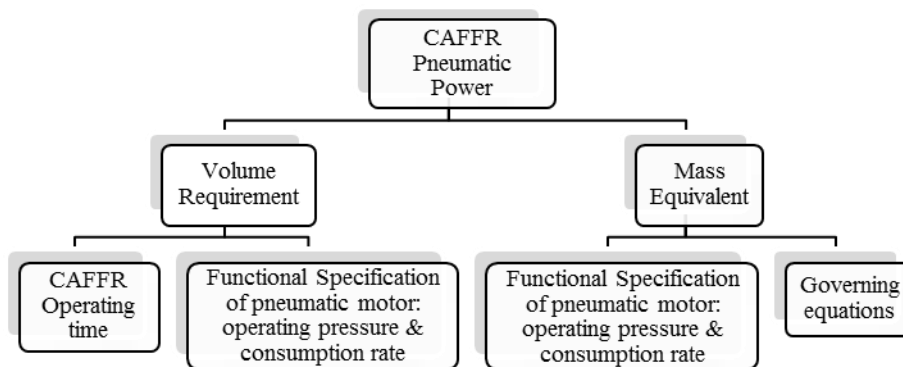 CAFFR
Pneumatic
Power
Volume
Requirement
Mass
Equivalent
CAFFR
Operating
time
Functional Specification
of pneumatic motor:
operating pressure &
consumption rate
Functional Specification
of pneumatic motor:
operating pressure &
consumption rate
Governing
equations